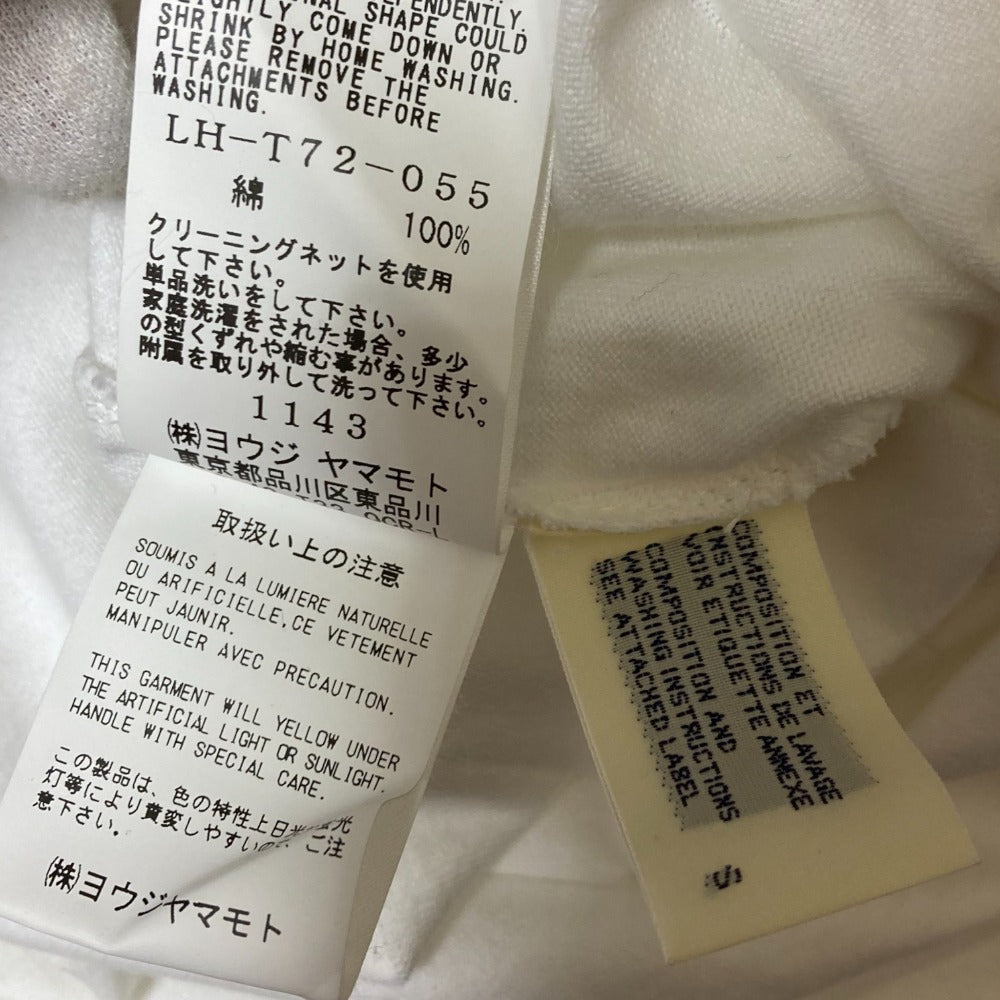 PENDENTLY.
SHAPE COULD
SLIGHTLY COME DOWN OR
SHRINK BY HOME WASHING.
PLEASE REMOVE THE
ATTACHMENTS BEFORE
WASHING.
LH-T72-055
綿 100%
クリーニングネットを使用
して下さい。
単品洗いをして下さい。
家庭洗濯をされた場合、多少
の型くずれや縮む事があります。
附属を取り外して洗って下さい。
1143
㈱ヨウジ ヤマモト
東京都品川区東品川
取扱い上の注意
SOUMIS A LA LUMIERE NATURELLE
OU ARIFICIELLE,CE VETEMENT
PEUT JAUNIR.
MANIPULER AVEC PRECAUTION.
THIS GARMENT WILL YELLOW UNDER
THE ARTIFICIAL LIGHT OR SUNLIGHT.
HANDLE WITH SPECIAL CARE.
この製品は、色の特性上日光
灯等により黄変しやすい ご注
意下さい。
㈱ヨウジヤマモト
COMPOSITION ET
INSTRUCTIONS DE LAVAGE
VOIR ETIQUETTE ANNEXE
COMPOSITION AND
WASHING INSTRUCTIONS
SEE ATTACHED LABEL
S